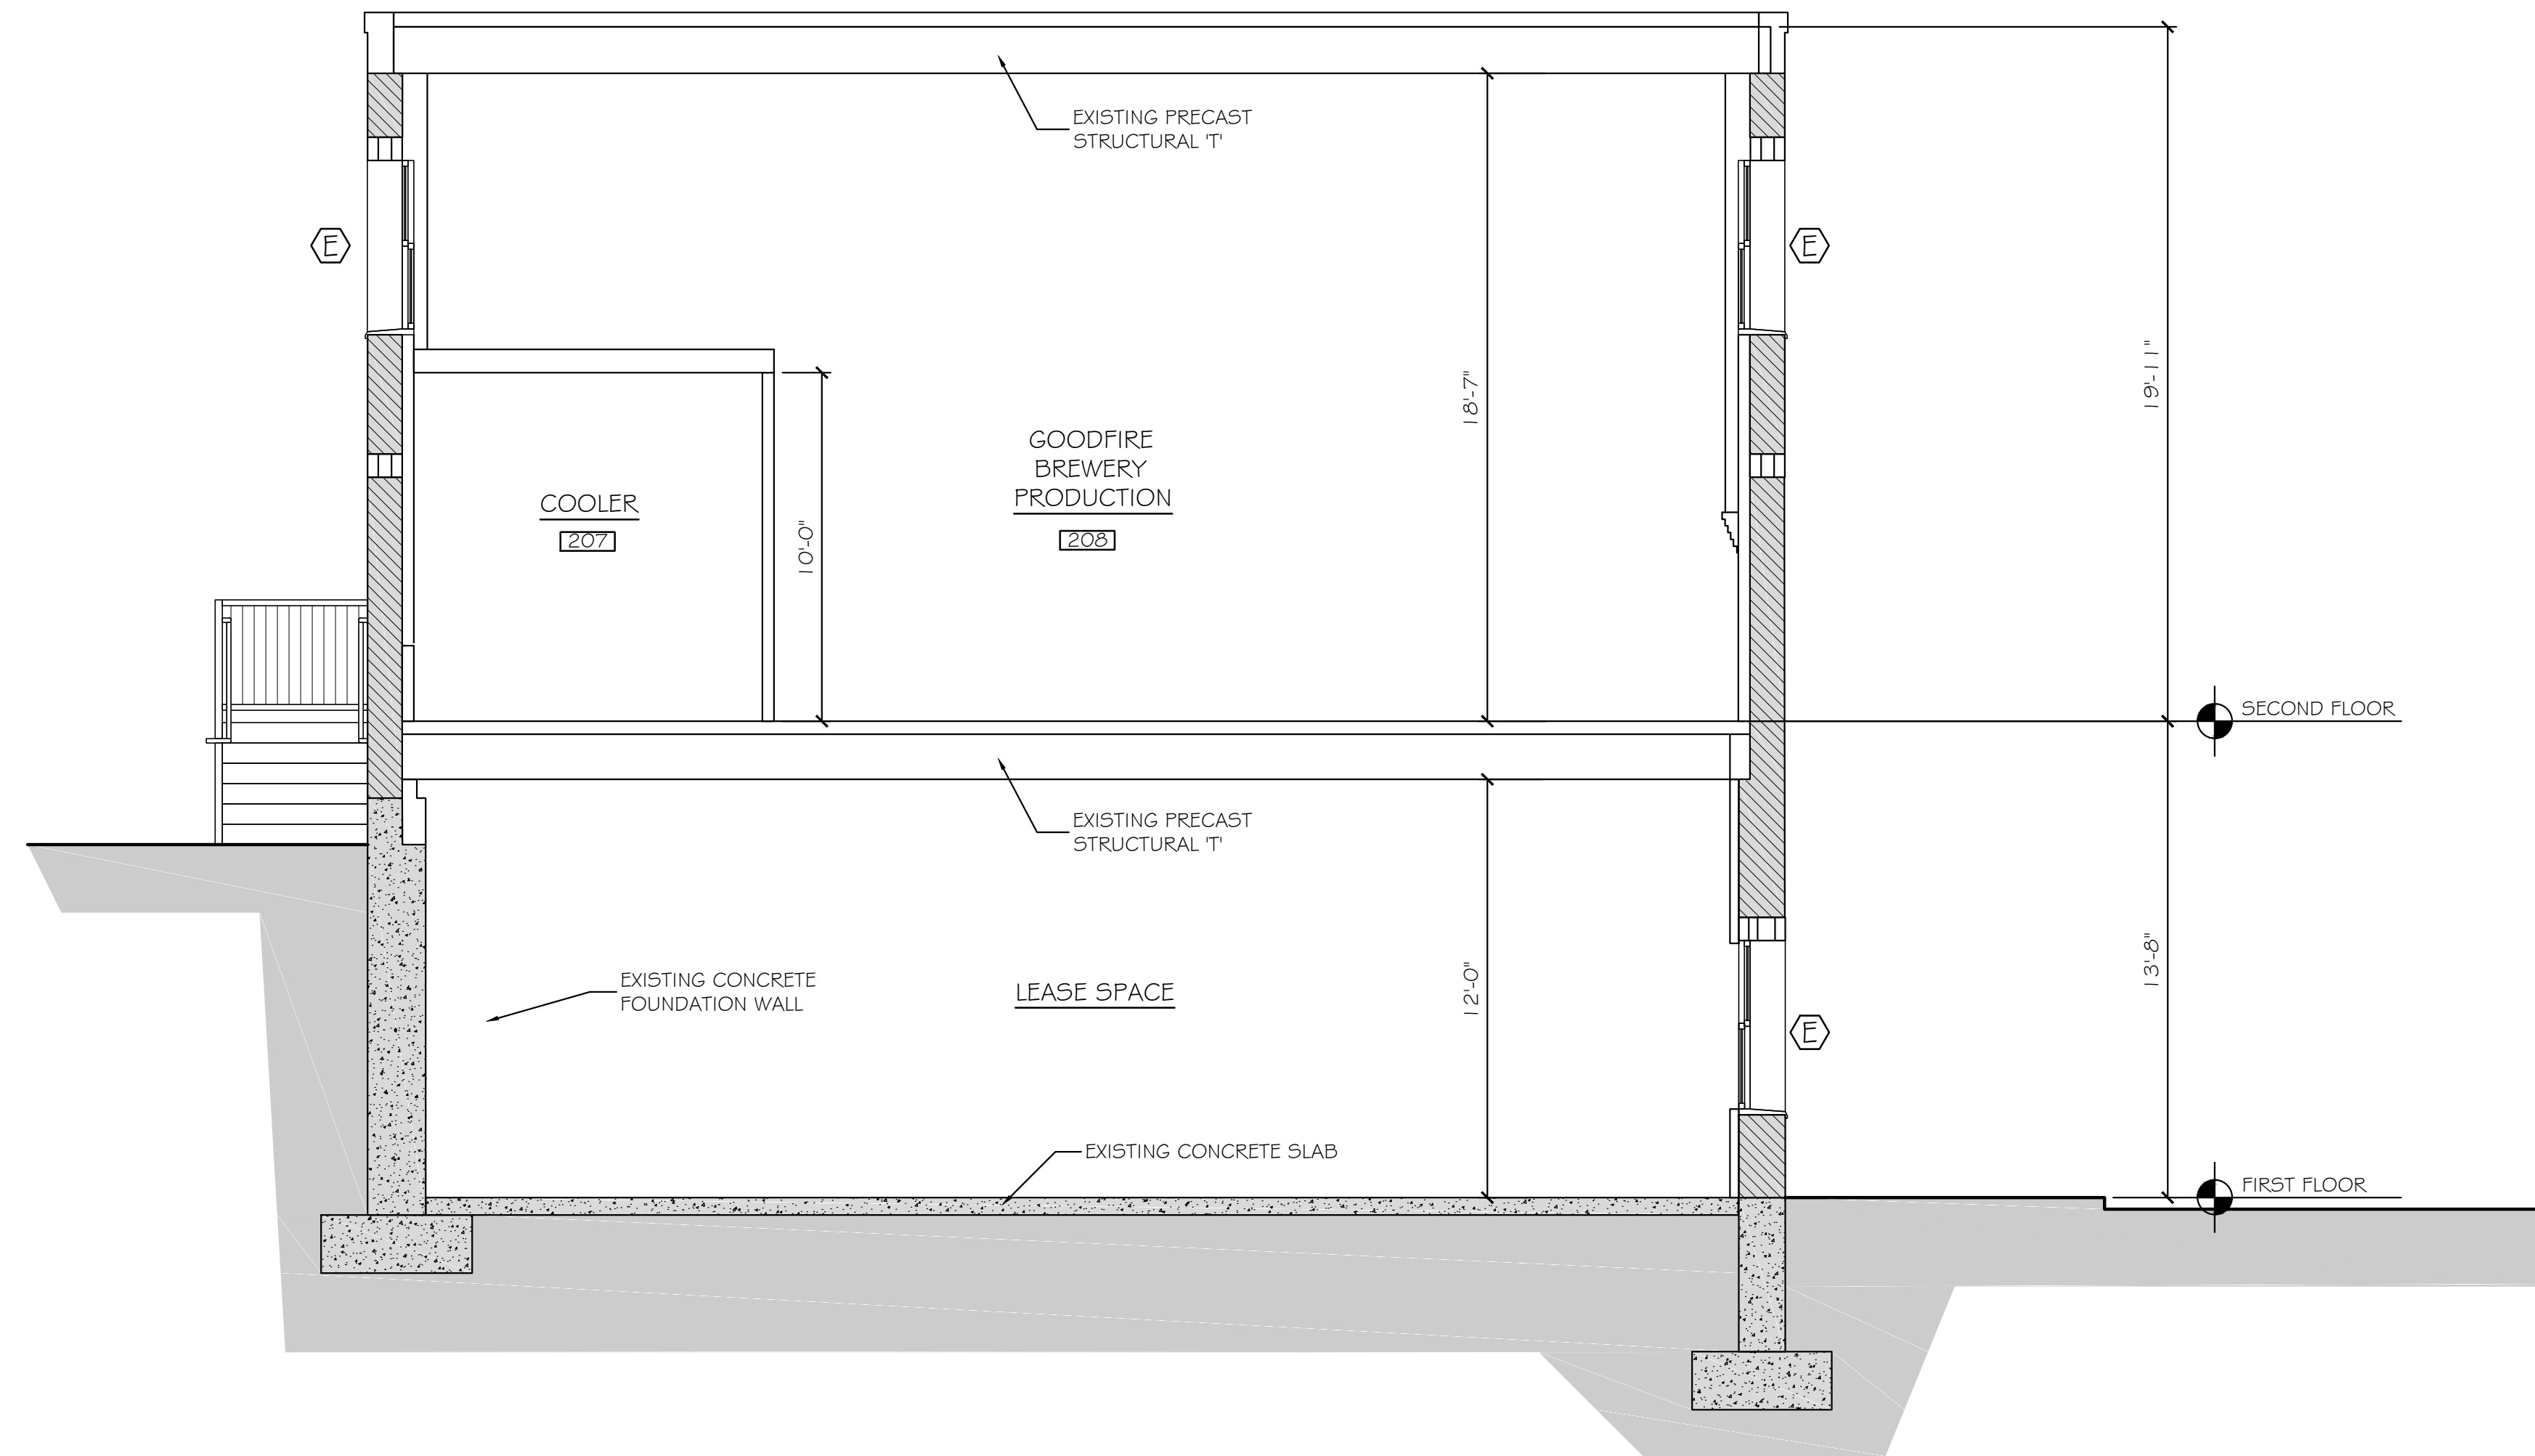 EXISTING PRECAST
STRUCTURAL 'T'
E
E
19'-11"
18'-7"
GOODFIRE
BREWERY
PRODUCTION
208
COOLER
207
10'-0"
SECOND FLOOR
EXISTING PRECAST
STRUCTURAL 'T'
EXISTING CONCRETE
FOUNDATION WALL
LEASE SPACE
12'-0"
13'-8"
E
EXISTING CONCRETE SLAB
FIRST FLOOR